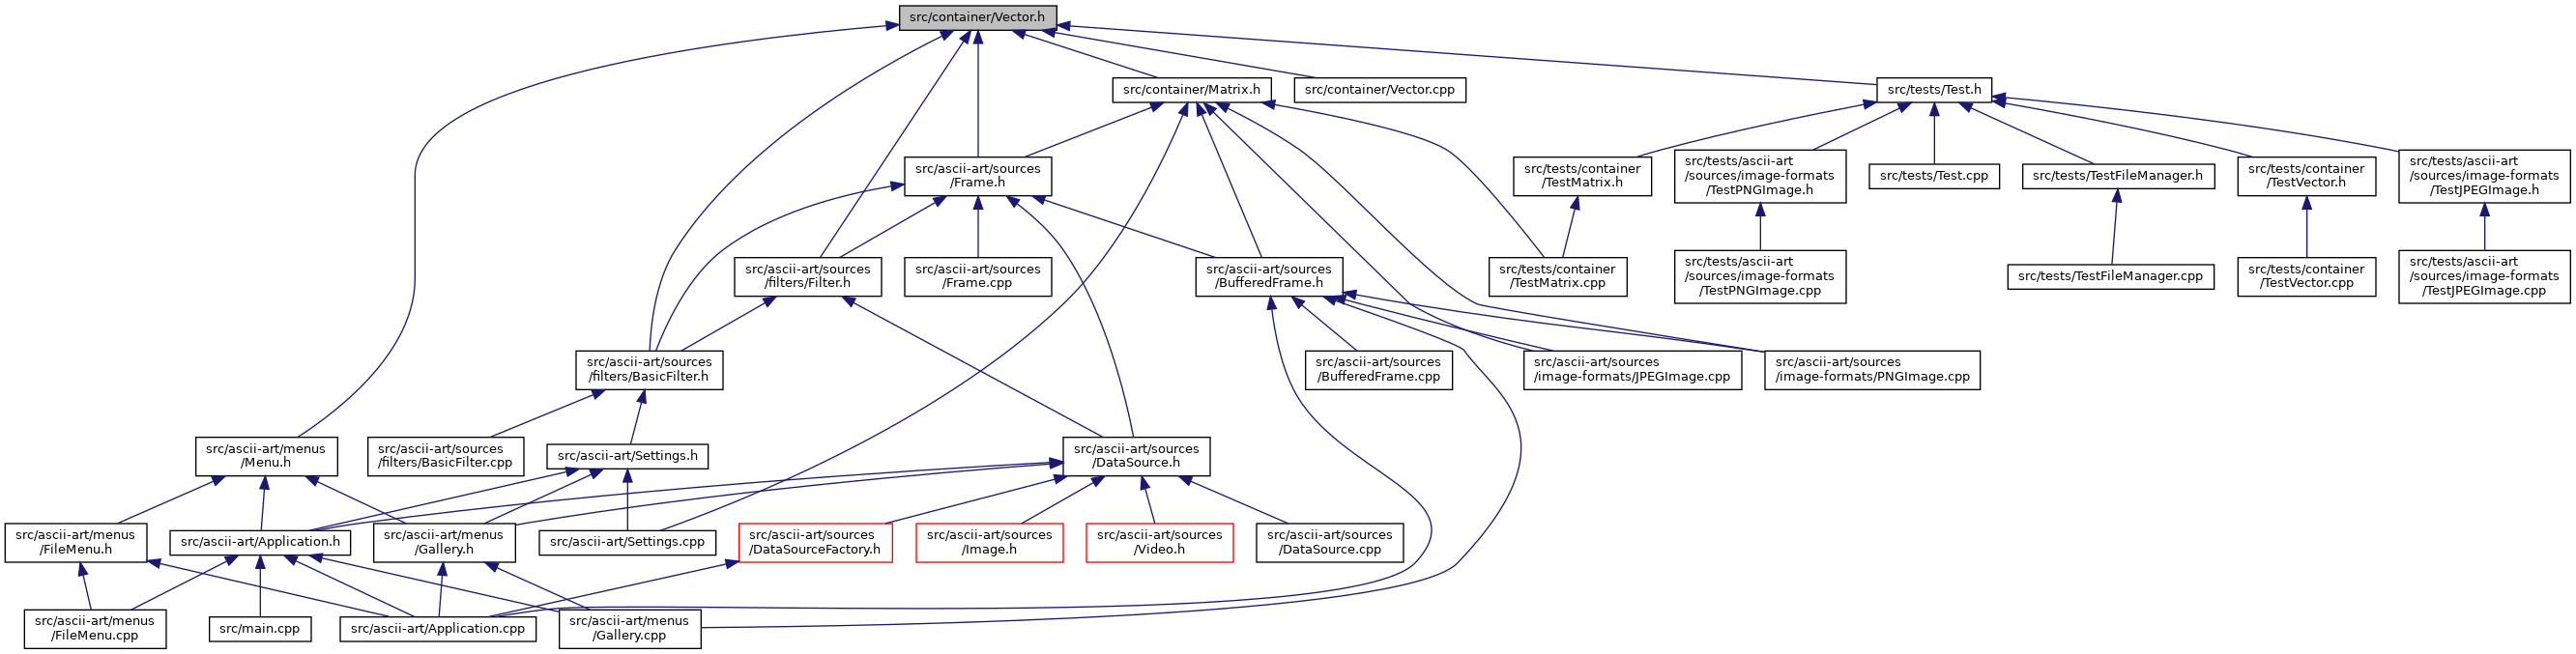 src/container/Vector.h
src/container/Matrix.h
src/container/Vector.cpp
src/tests/Test.h
src/ascii-art/sources
/Frame.h
src/tests/container
/TestMatrix.h
src/tests/ascii-art
/sources/image-formats
/TestPNGImage.h
src/tests/Test.cpp
src/tests/TestFileManager.h
src/tests/container
/TestVector.h
src/tests/ascii-art
/sources/image-formats
/TestJPEGImage.h
src/ascii-art/sources
/filters/Filter.h
src/ascii-art/sources
/Frame.cpp
src/ascii-art/sources
/BufferedFrame.h
src/tests/container
/TestMatrix.cpp
src/tests/ascii-art
/sources/image-formats
/TestPNGImage.cpp
src/tests/TestFileManager.cpp
src/tests/container
/TestVector.cpp
src/tests/ascii-art
/sources/image-formats
/TestJPEGImage.cpp
src/ascii-art/sources
/filters/BasicFilter.h
src/ascii-art/sources
/BufferedFrame.cpp
src/ascii-art/sources
/image-formats/JPEGImage.cpp
src/ascii-art/sources
/image-formats/PNGImage.cpp
src/ascii-art/menus
/Menu.h
src/ascii-art/sources
/filters/BasicFilter.cpp
src/ascii-art/Settings.h
src/ascii-art/sources
/DataSource.h
src/ascii-art/menus
/FileMenu.h
src/ascii-art/Application.h
src/ascii-art/menus
/Gallery.h
src/ascii-art/Settings.cpp
src/ascii-art/sources
/DataSourceFactory.h
src/ascii-art/sources
/Image.h
src/ascii-art/sources
/Video.h
src/ascii-art/sources
/DataSource.cpp
src/ascii-art/menus
/FileMenu.cpp
src/main.cpp
src/ascii-art/Application.cpp
src/ascii-art/menus
/Gallery.cpp